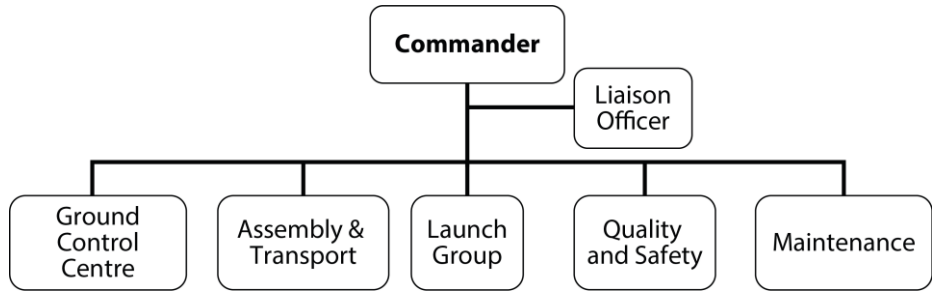 Commander
Liaison
Officer
Ground
Control
Centre
Assembly &
Transport
Launch
Group
Quality
and Safety
Maintenance